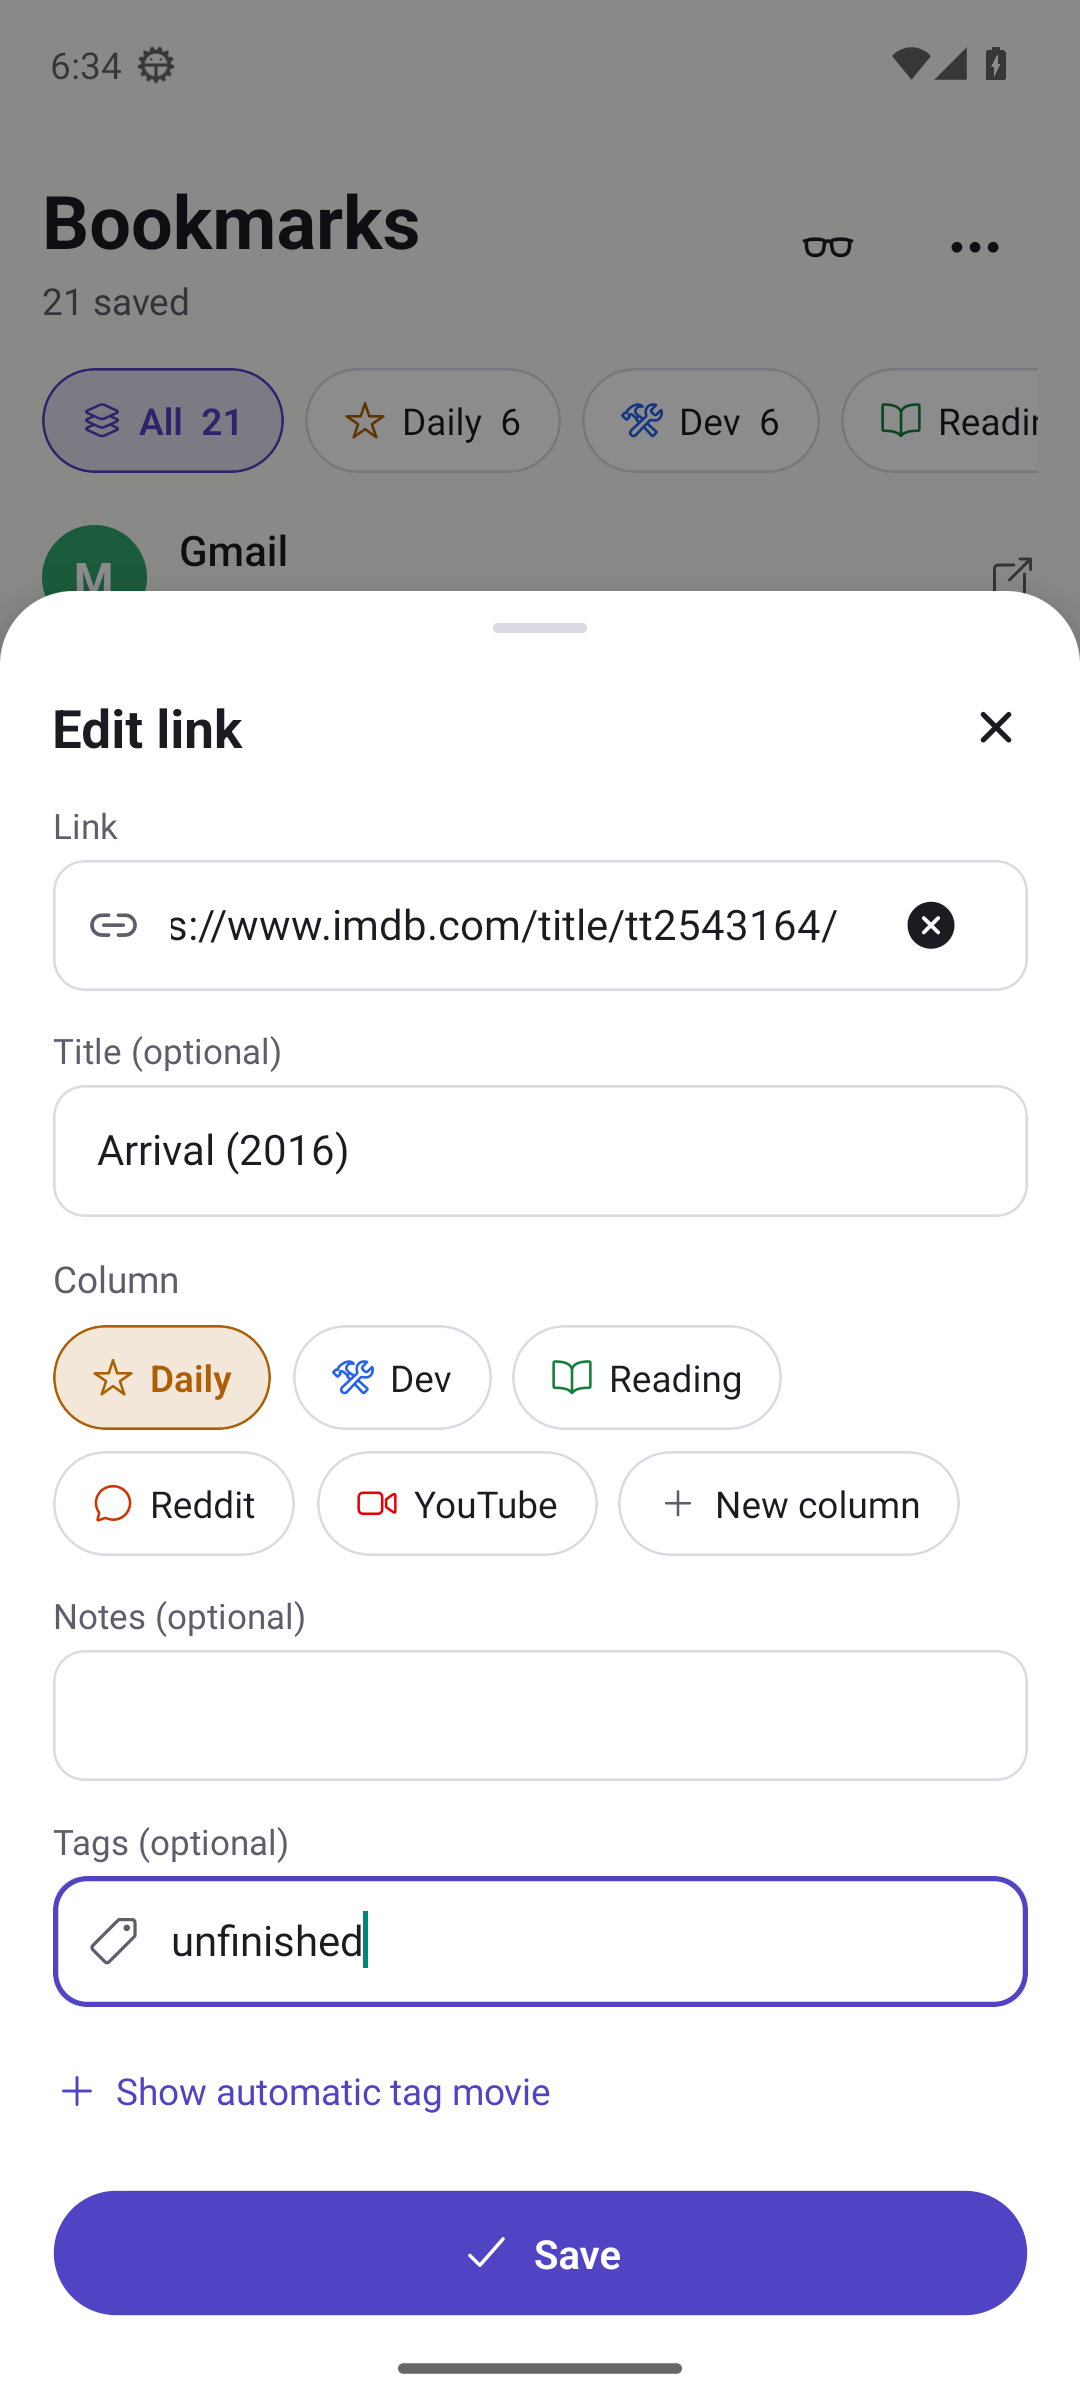 6:34
Bookmarks
21 saved
All 21
Daily 6
Dev 6
Readin
M
Gmail
Edit link
Link
s://www.imdb.com/title/tt2543164/
Title (optional)
Arrival (2016)
Column
Daily
Dev
Reading
Reddit
YouTube
New column
Notes (optional)
Tags (optional)
unfinished
Show automatic tag movie
Save